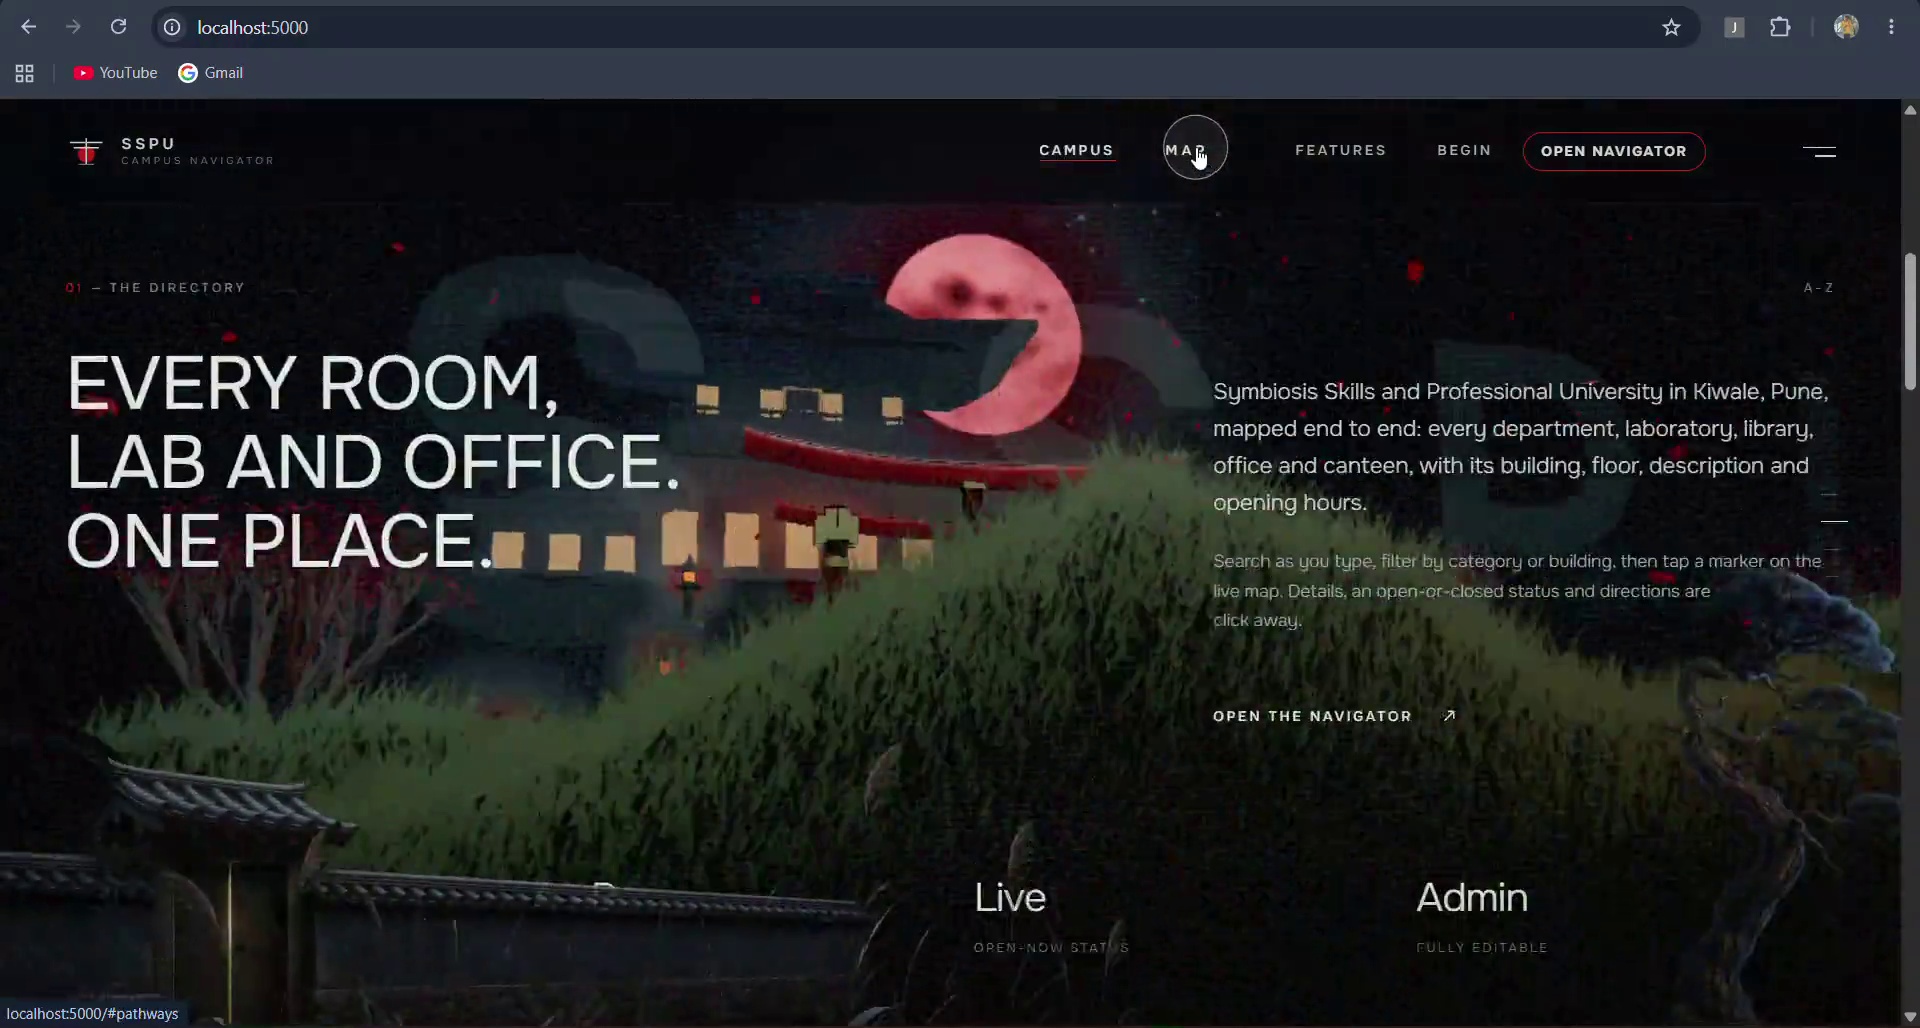 localhost:5000
YouTube
Gmail
SSPU
CAMPUS NAVIGATOR
CAMPUS
MAP
FEATURES
BEGIN
OPEN NAVIGATOR
01 — THE DIRECTORY
A–Z
EVERY ROOM,
LAB AND OFFICE.
ONE PLACE.
Symbiosis Skills and Professional University in Kiwale, Pune,
mapped end to end: every department, laboratory, library,
office and canteen, with its building, floor, description and
opening hours.
Search as you type, filter by category or building, then tap a marker on the
live map. Details, an open-or-closed status and directions are
click away.
OPEN THE NAVIGATOR
Live
OPEN-NOW STATUS
Admin
FULLY EDITABLE
localhost:5000/#pathways